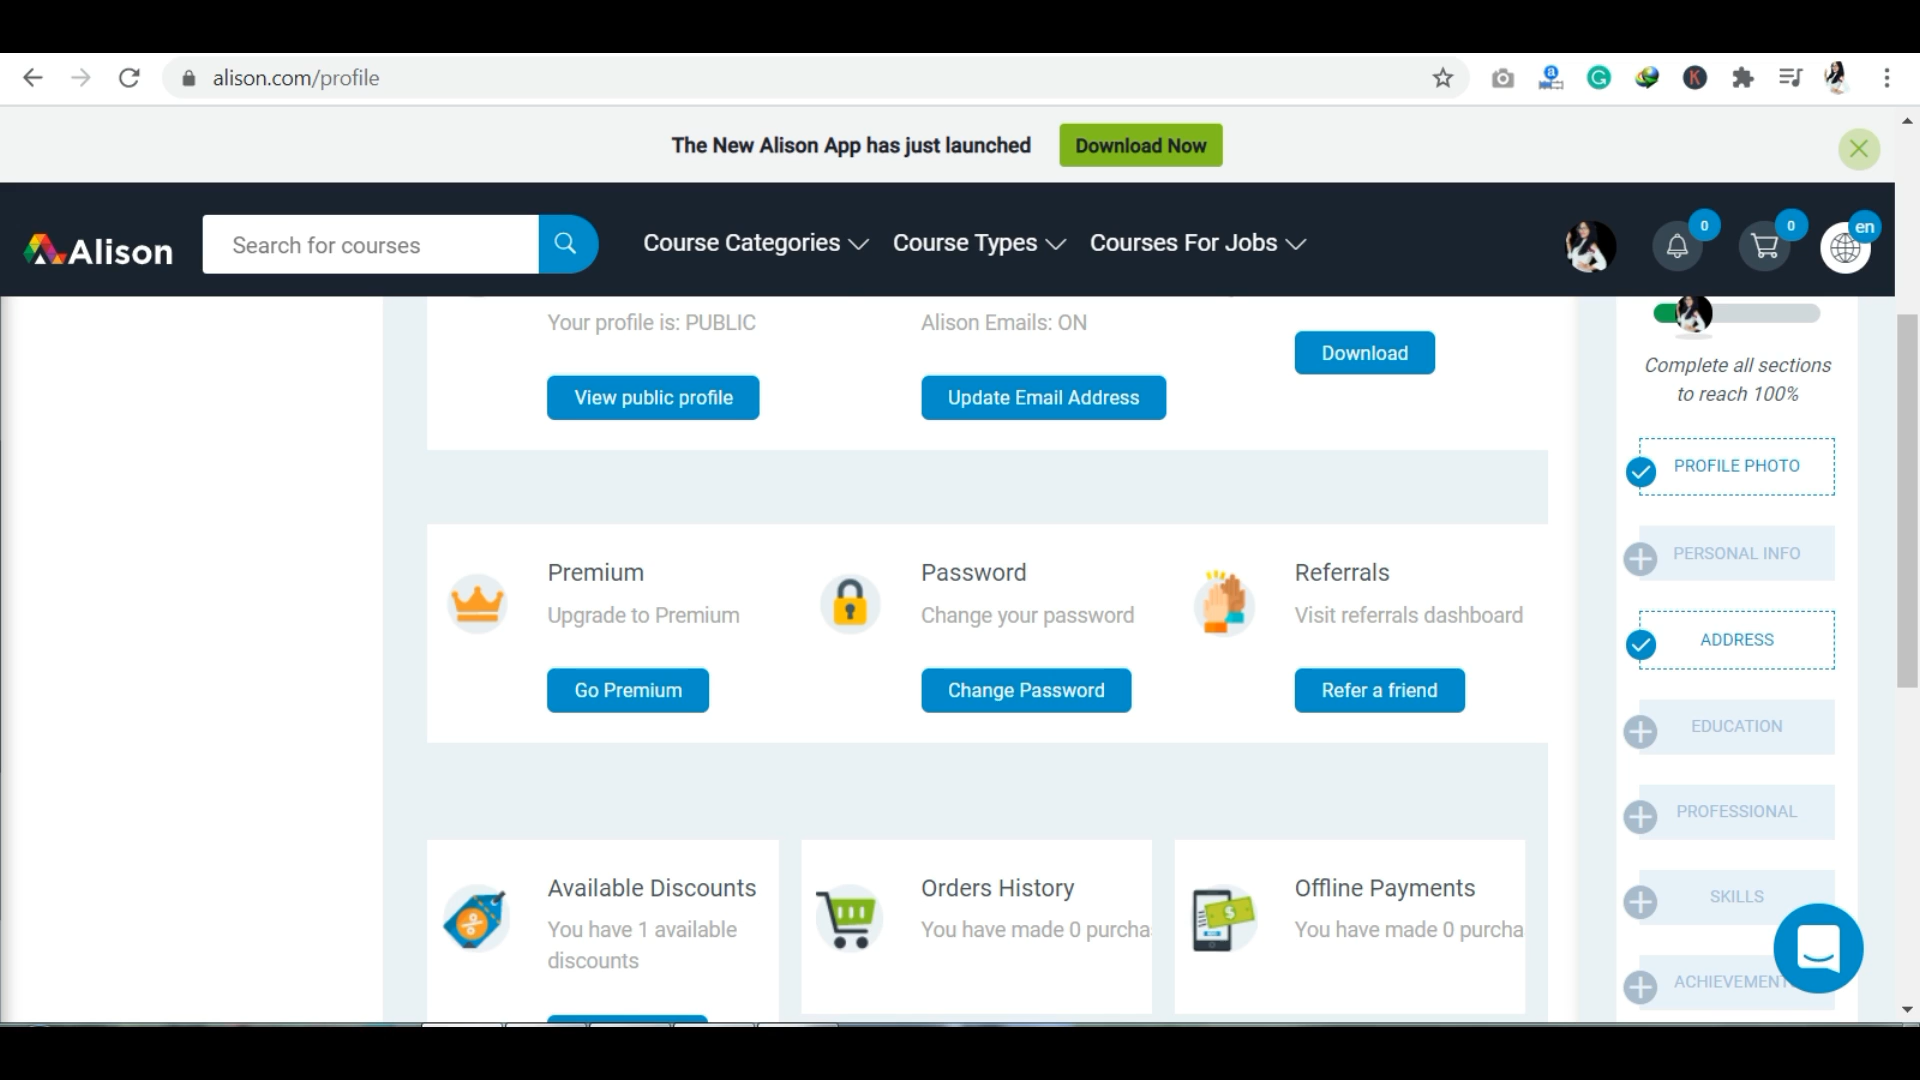 alison.com/profile
The New Alison App has just launched
Download Now
Alison
Search for courses
Course Categories
Course Types
Courses For Jobs
0
0
en
Your profile is: PUBLIC
Alison Emails: ON
Download
View public profile
Update Email Address
Complete all sections
to reach 100%
PROFILE PHOTO
PERSONAL INFO
ADDRESS
EDUCATION
PROFESSIONAL
SKILLS
ACHIEVEMENT
Premium
Upgrade to Premium
Go Premium
Password
Change your password
Change Password
Referrals
Visit referrals dashboard
Refer a friend
Available Discounts
You have 1 available
discounts
Orders History
You have made 0 purcha
Offline Payments
You have made 0 purcha